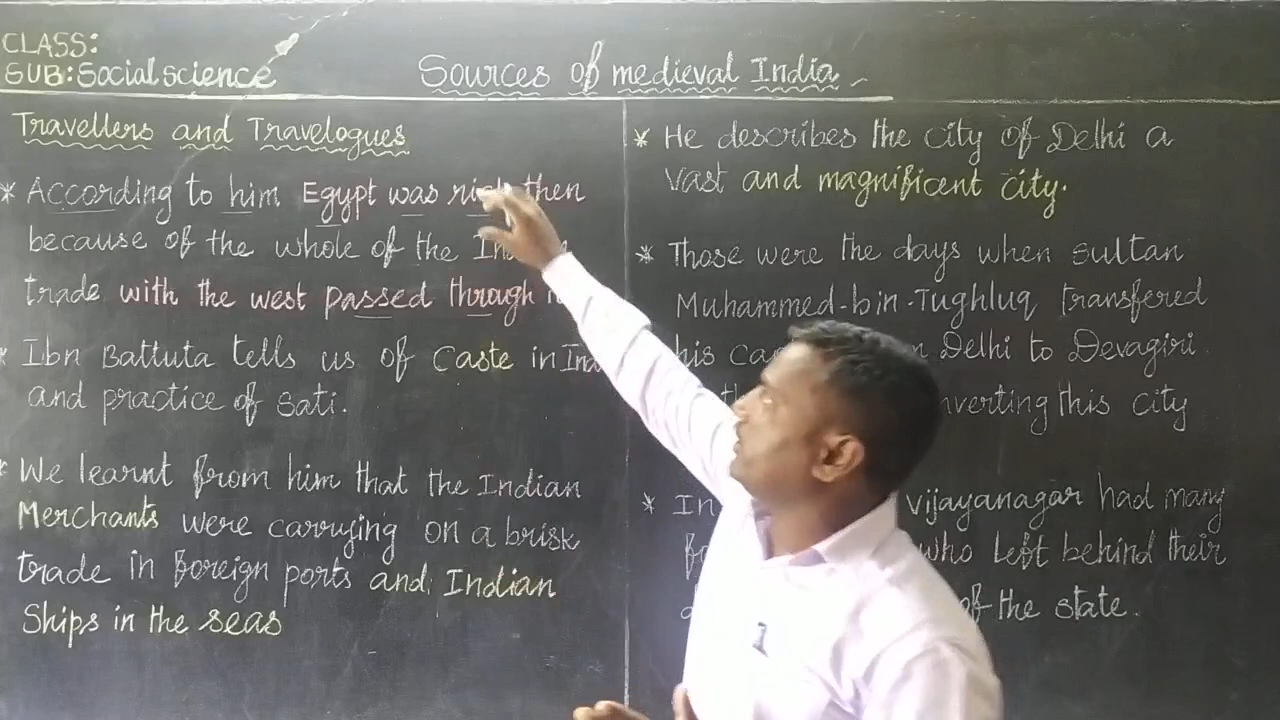 CLASS:
SUB: Social science
Sources of medieval India
Travellers and Travelogues
* According to him Egypt was rich then
because of the whole of the
trade with the west passed through
* Ibn Battuta tells us of caste in
and practice of sati.
* We learnt from him that the Indian
Merchants were carrying on a brisk
trade in foreign ports and Indian
Ships in the seas
* He describes the city of Delhi a
vast and magnificent city.
* Those were the days when sultan
Muhammed-bin-Tughluq transfered
his Delhi to Devagiri
this city
* In vijayanagar had many
who left behind their
of the state.